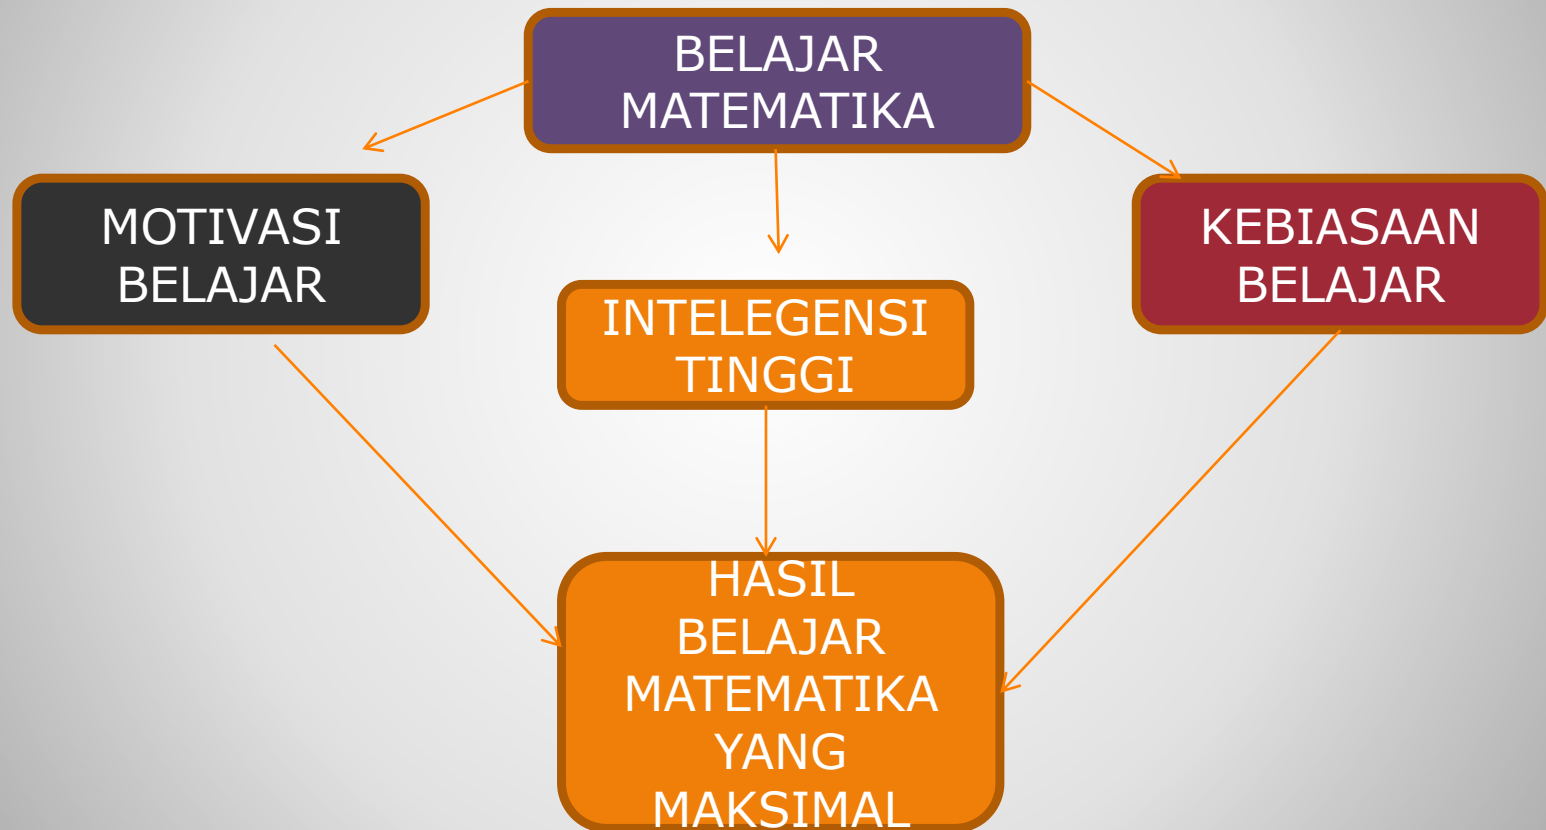 BELAJAR
MATEMATIKA
MOTIVASI
BELAJAR
INTELEGENSI
TINGGI
KEBIASAAN
BELAJAR
HASIL
BELAJAR
MATEMATIKA
YANG
MAKSIMAL